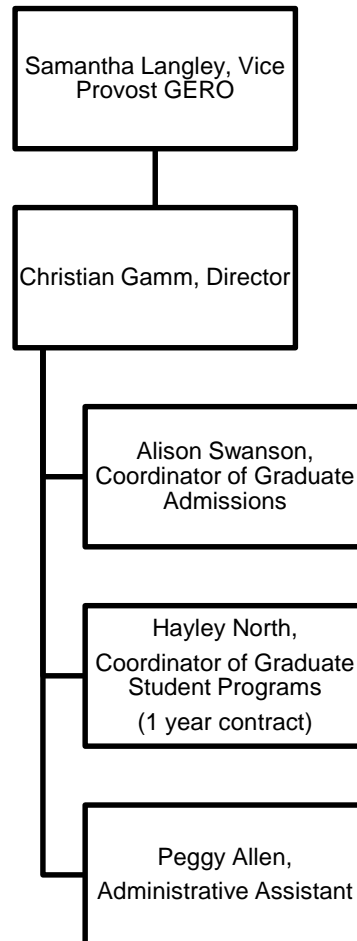 Samantha Langley, Vice
Provost GERO
Christian Gamm, Director
Alison Swanson,
Coordinator of Graduate
Admissions
Hayley North,
Coordinator of Graduate
Student Programs
(1 year contract)
Peggy Allen,
Administrative Assistant